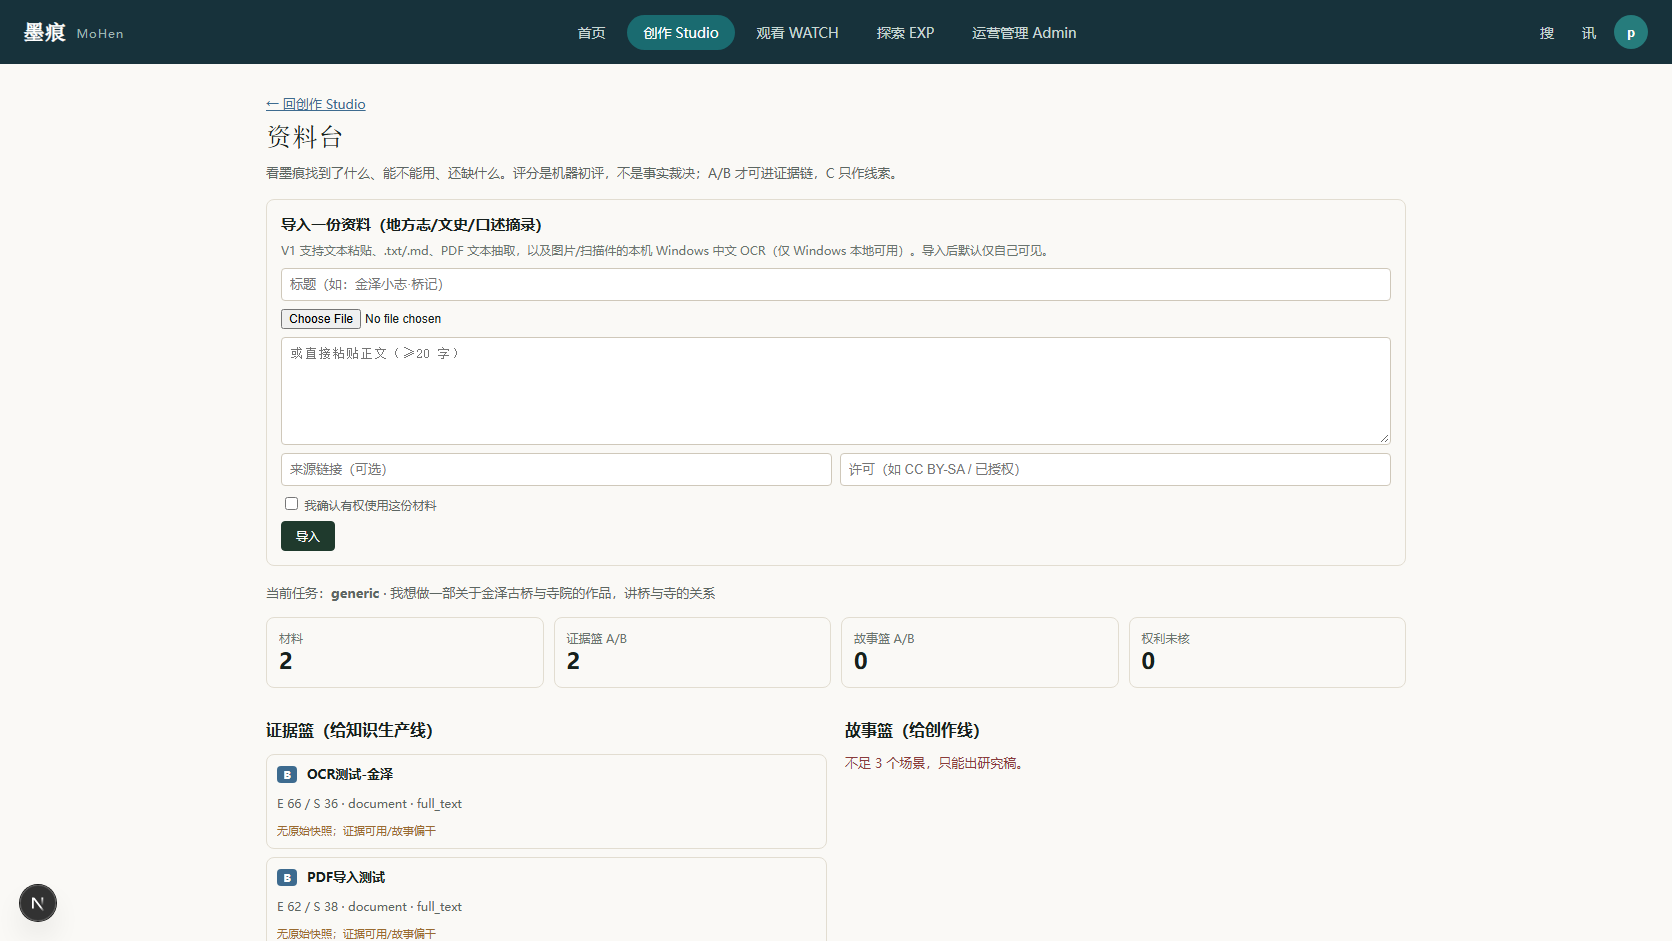 墨痕 MoHen
首页 创作 Studio 观看 WATCH 探索 EXP 运营管理 Admin
搜 讯 p
← 回创作 Studio
资料台
看墨痕找到了什么、能不能用、还缺什么。评分是机器初评，不是事实裁决；A/B 才可进证据链，C 只作线索。
导入一份资料（地方志/文史/口述摘录）
V1 支持文本粘贴、.txt/.md、PDF 文本抽取，以及图片/扫描件的本机 Windows 中文 OCR（仅 Windows 本地可用）。导入后默认仅自己可见。
标题（如：金泽小志·桥记）
Choose File No file chosen
或直接粘贴正文（≥20 字）
来源链接（可选）
许可（如 CC BY-SA / 已授权）
我确认有权使用这份材料
导入
当前任务：generic · 我想做一部关于金泽古桥与寺院的作品，讲桥与寺的关系
材料
2
证据篮 A/B
2
故事篮 A/B
0
权利未核
0
证据篮（给知识生产线）
B OCR测试-金泽
E 66 / S 36 · document · full_text
无原始快照；证据可用/故事偏干
B PDF导入测试
E 62 / S 38 · document · full_text
无原始快照；证据可用/故事偏干
故事篮（给创作线）
不足 3 个场景，只能出研究稿。
N